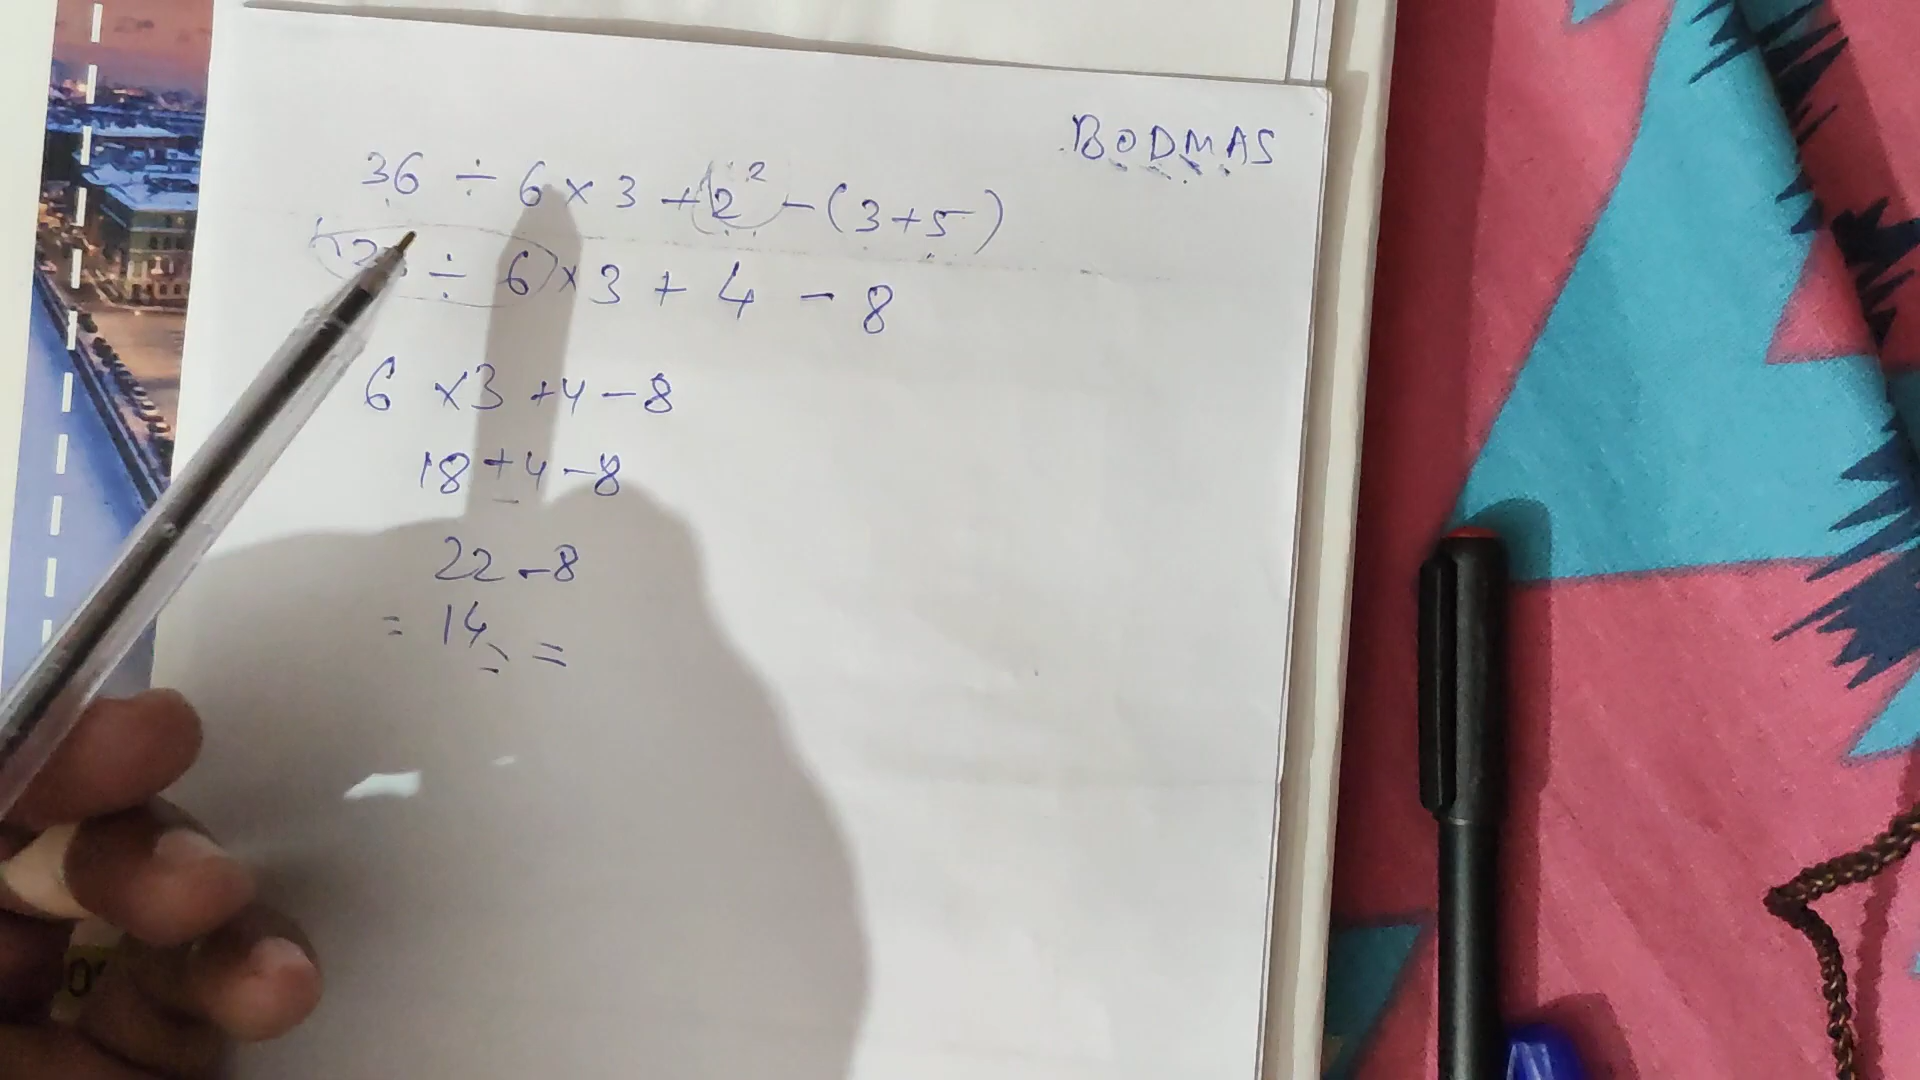 BODMAS
36 ÷ 6 × 3 + 2² - (3+5)
÷ 6 × 3 + 4 - 8
6 ×3 +4-8
18+4-8
22-8
= 14 =